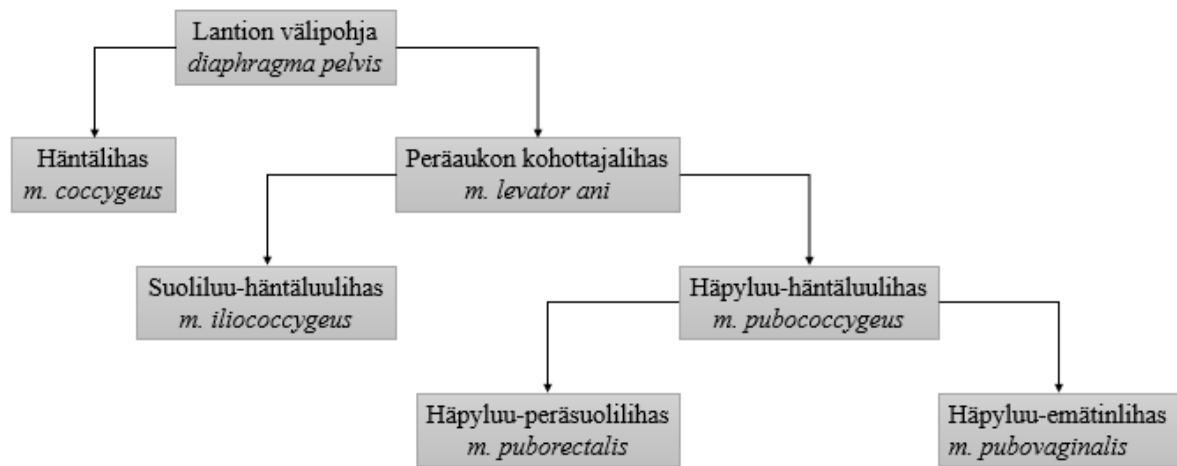 Lantion välipohja
diaphragma pelvis
Häntälihas
m. coccygeus
Peräaukon kohottajalihas
m. levator ani
Suoliluu-häntäluulihas
m. iliococcygeus
Häpyluu-häntäluulihas
m. pubococcygeus
Häpyluu-peräsuolilihas
m. puborectalis
Häpyluu-emätinlihas
m. pubovaginalis